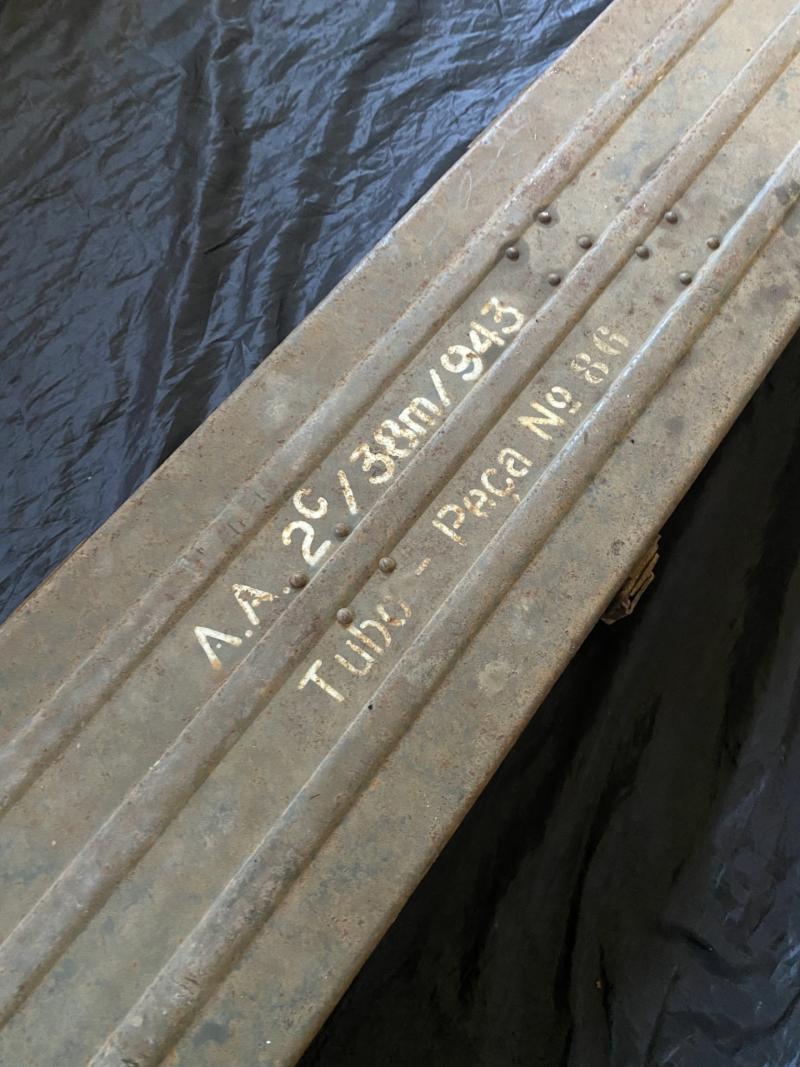 A.A. 2C/38m/943
Tubo - Peça Nº 86